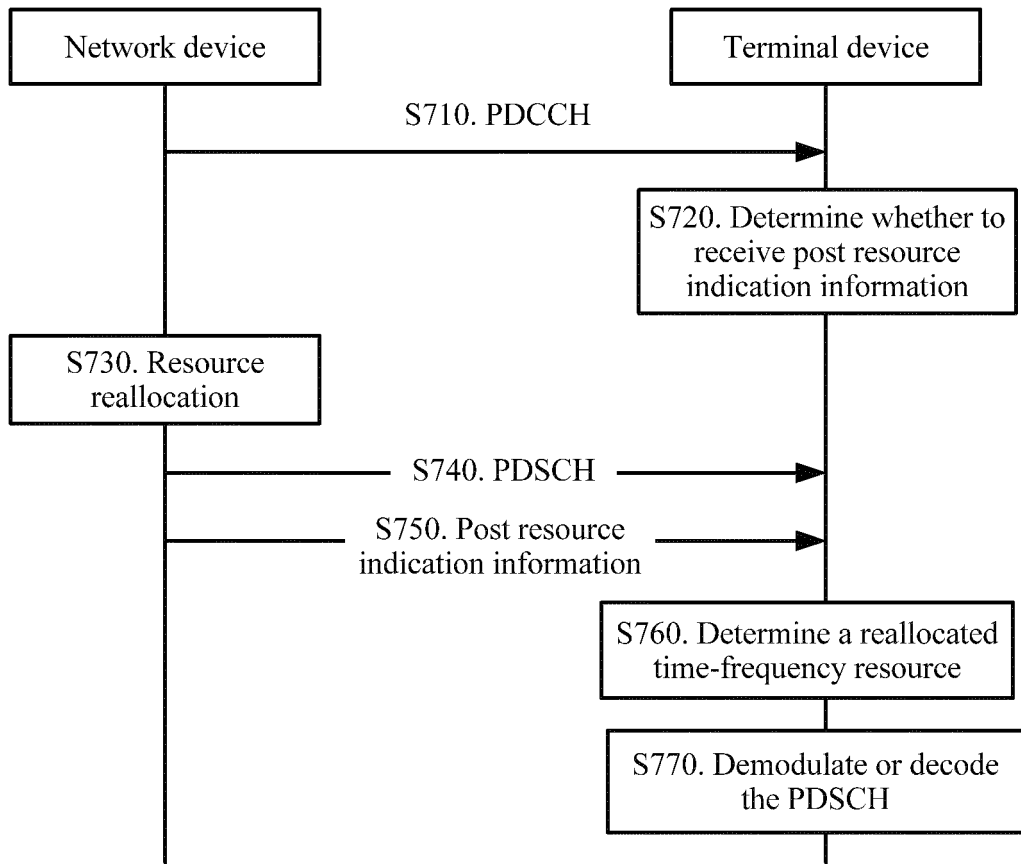 Network device
Terminal device
S710. PDCCH
S720. Determine whether to
receive post resource
indication information
S730. Resource
reallocation
S740. PDSCH
S750. Post resource
indication information
S760. Determine a reallocated
time-frequency resource
S770. Demodulate or decode
the PDSCH